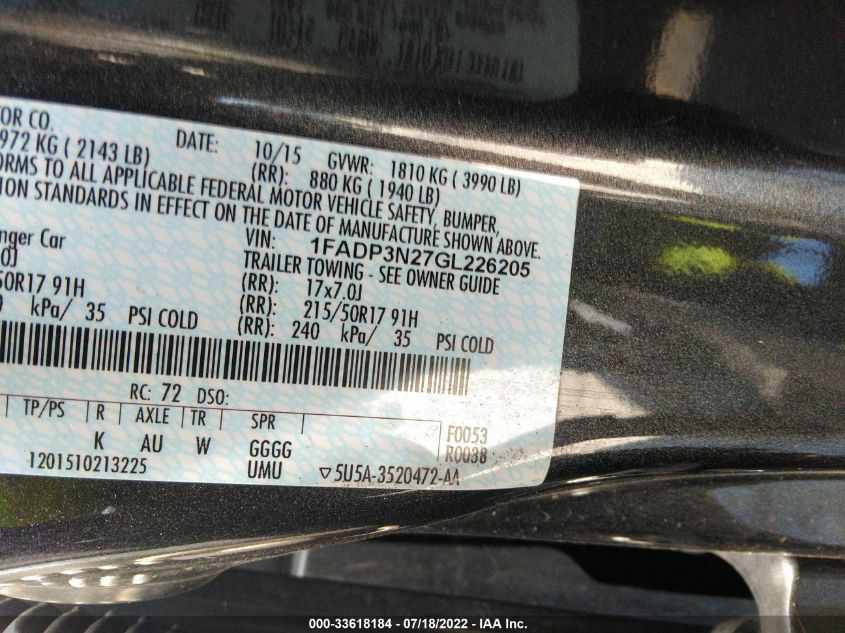 TOR CO.
DATE: 10/15 GVWR: 1810 KG ( 3990 LB)
972 KG ( 2143 LB) (RR): 880 KG ( 1940 LB)
ORMS TO ALL APPLICABLE FEDERAL MOTOR VEHICLE SAFETY, BUMPER,
ION STANDARDS IN EFFECT ON THE DATE OF MANUFACTURE SHOWN ABOVE.
VIN: 1FADP3N27GL226205
nger Car TRAILER TOWING - SEE OWNER GUIDE
0J (RR): 17x7.0J
50R17 91H (RR): 215/50R17 91H
0 kPa/ 35 PSI COLD (RR): 240 kPa/ 35 PSI COLD
RC: 72 DSO:
TP/PS R AXLE TR SPR
K AU W GGGG F0053
1201510213225 UMU R0038
▽5U5A-3520472-AA
000-33618184 - 07/18/2022 - IAA Inc.